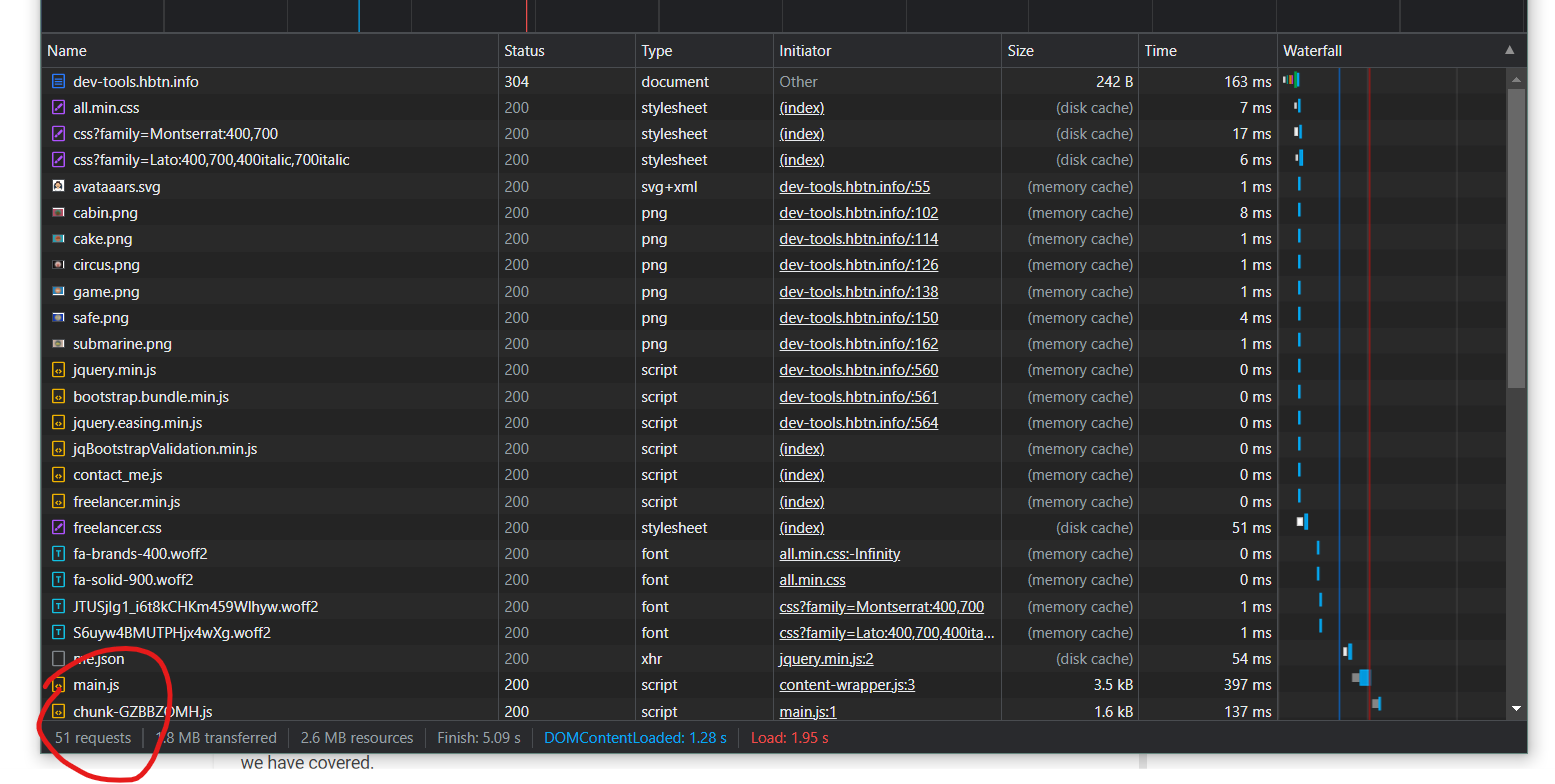 Name Status Type Initiator Size Time Waterfall
dev-tools.hbtn.info 304 document Other 242 B 163 ms
all.min.css 200 stylesheet (index) (disk cache) 7 ms
css?family=Montserrat:400,700 200 stylesheet (index) (disk cache) 17 ms
css?family=Lato:400,700,400italic,700italic 200 stylesheet (index) (disk cache) 6 ms
avataaars.svg 200 svg+xml dev-tools.hbtn.info/:55 (memory cache) 1 ms
cabin.png 200 png dev-tools.hbtn.info/:102 (memory cache) 8 ms
cake.png 200 png dev-tools.hbtn.info/:114 (memory cache) 1 ms
circus.png 200 png dev-tools.hbtn.info/:126 (memory cache) 1 ms
game.png 200 png dev-tools.hbtn.info/:138 (memory cache) 1 ms
safe.png 200 png dev-tools.hbtn.info/:150 (memory cache) 4 ms
submarine.png 200 png dev-tools.hbtn.info/:162 (memory cache) 1 ms
jquery.min.js 200 script dev-tools.hbtn.info/:560 (memory cache) 0 ms
bootstrap.bundle.min.js 200 script dev-tools.hbtn.info/:561 (memory cache) 0 ms
jquery.easing.min.js 200 script dev-tools.hbtn.info/:564 (memory cache) 0 ms
jqBootstrapValidation.min.js 200 script (index) (memory cache) 0 ms
contact_me.js 200 script (index) (memory cache) 0 ms
freelancer.min.js 200 script (index) (memory cache) 0 ms
freelancer.css 200 stylesheet (index) (disk cache) 51 ms
fa-brands-400.woff2 200 font all.min.css:-Infinity (memory cache) 0 ms
fa-solid-900.woff2 200 font all.min.css (memory cache) 0 ms
JTUSjIg1_i6t8kCHKm459Wlhyw.woff2 200 font css?family=Montserrat:400,700 (memory cache) 1 ms
S6uyw4BMUTPHjx4wXg.woff2 200 font css?family=Lato:400,700,400ita... (memory cache) 1 ms
me.json 200 xhr jquery.min.js:2 (disk cache) 54 ms
main.js 200 script content-wrapper.js:3 3.5 kB 397 ms
chunk-GZBBZOMH.js 200 script main.js:1 1.6 kB 137 ms
51 requests .8 MB transferred 2.6 MB resources Finish: 5.09 s DOMContentLoaded: 1.28 s Load: 1.95 s
we have covered.